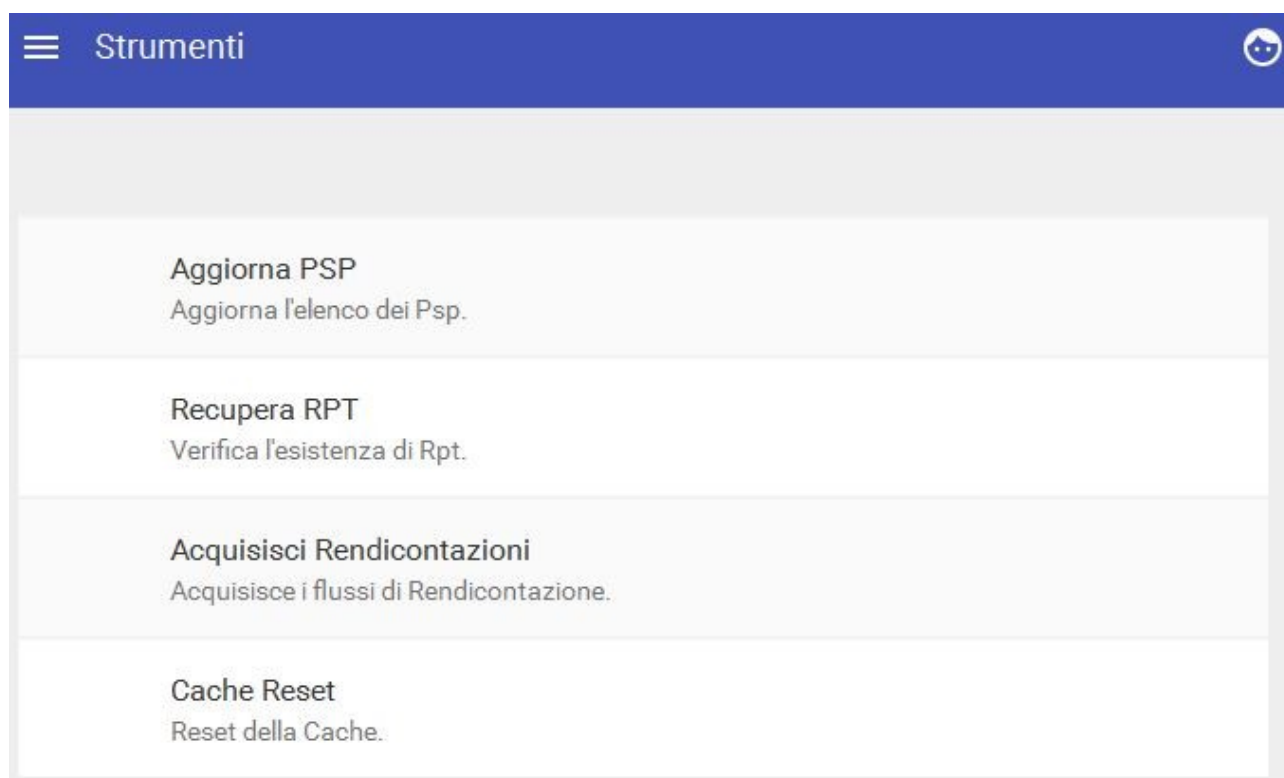 Strumenti
Aggiorna PSP
Aggiorna l'elenco dei Psp.
Recupera RPT
Verifica l'esistenza di Rpt.
Acquisisci Rendicontazioni
Acquisisce i flussi di Rendicontazione.
Cache Reset
Reset della Cache.